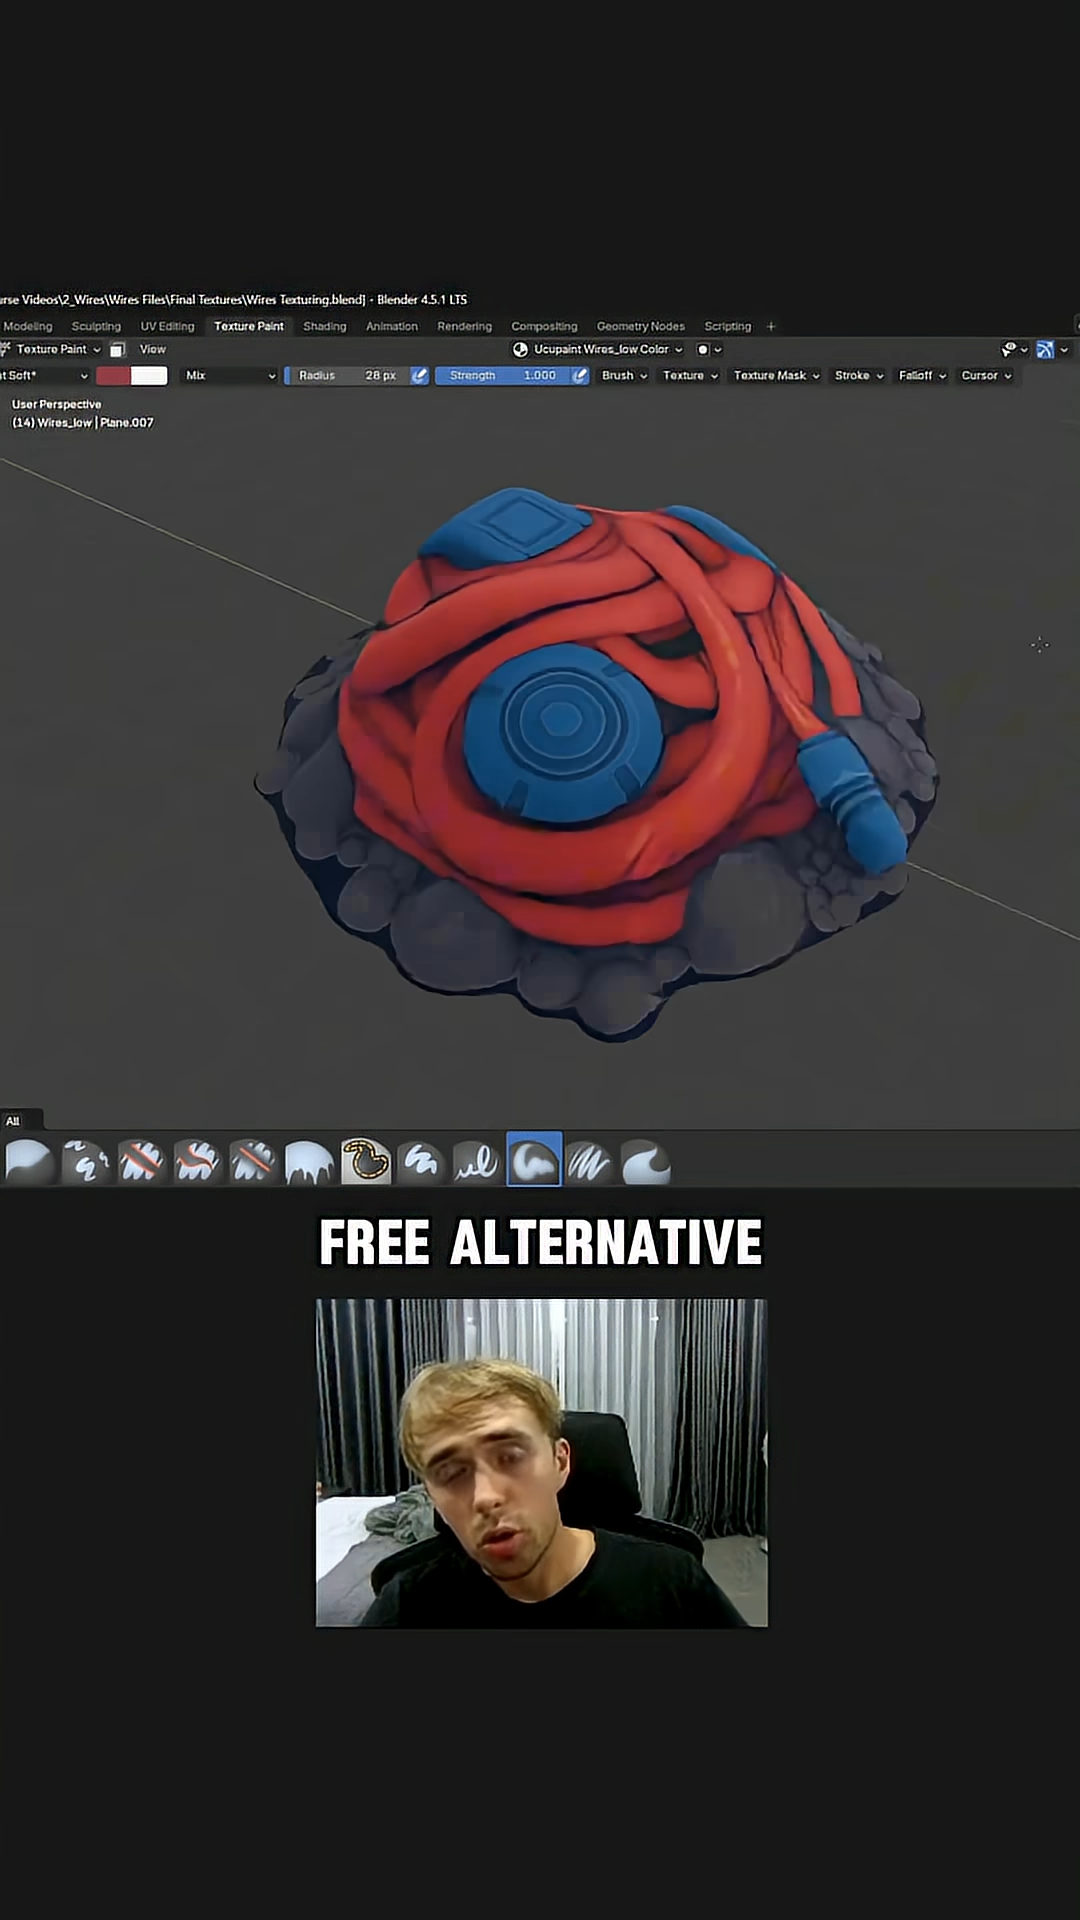 urse Videos\2_Wires\Wires Files\Final Textures\Wires Texturing.blend] - Blender 4.5.1 LTS
Modeling Sculpting UV Editing Texture Paint Shading Animation Rendering Compositing Geometry Nodes Scripting +
Texture Paint View Ucupaint Wires_low Color
t Soft* Mix Radius 28 px Strength 1.000 Brush Texture Texture Mask Stroke Falloff Cursor
User Perspective
(14) Wires_low | Plane.007
All
FREE ALTERNATIVE